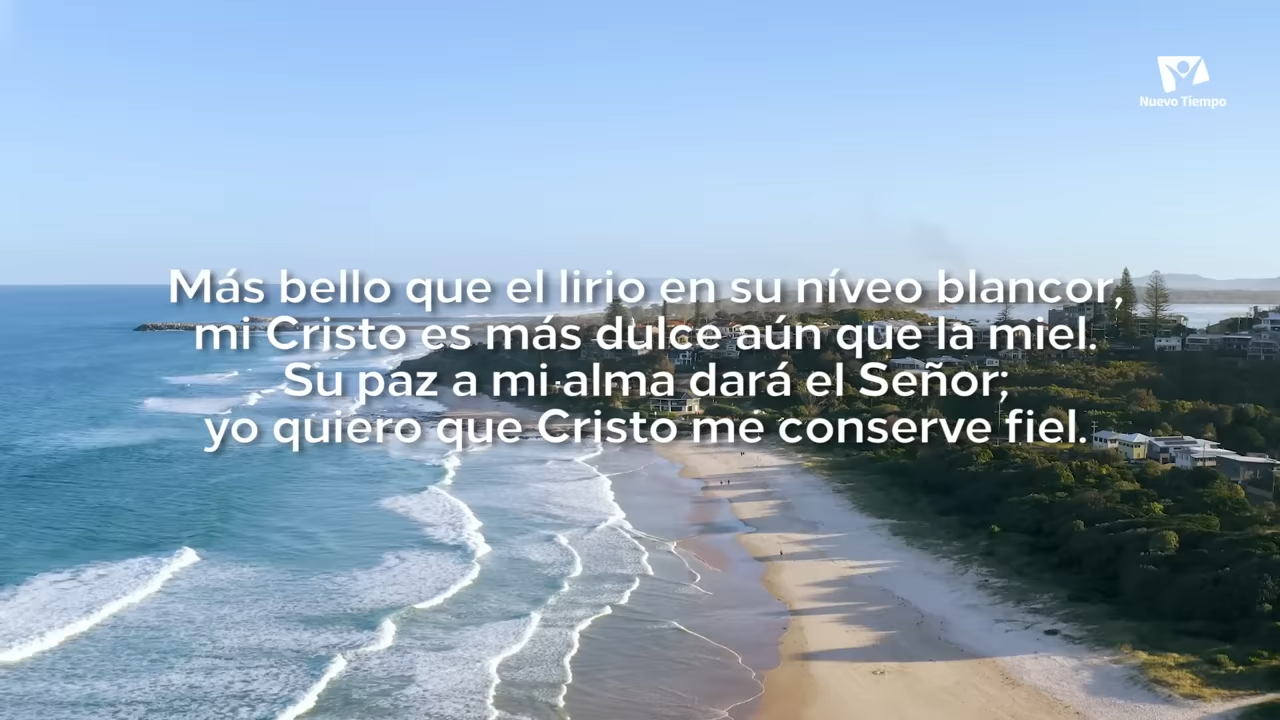 Nuevo Tiempo
Más bello que el lirio en su níveo blancor,
mi Cristo es más dulce aún que la miel.
Su paz a mi alma dará el Señor;
yo quiero que Cristo me conserve fiel.